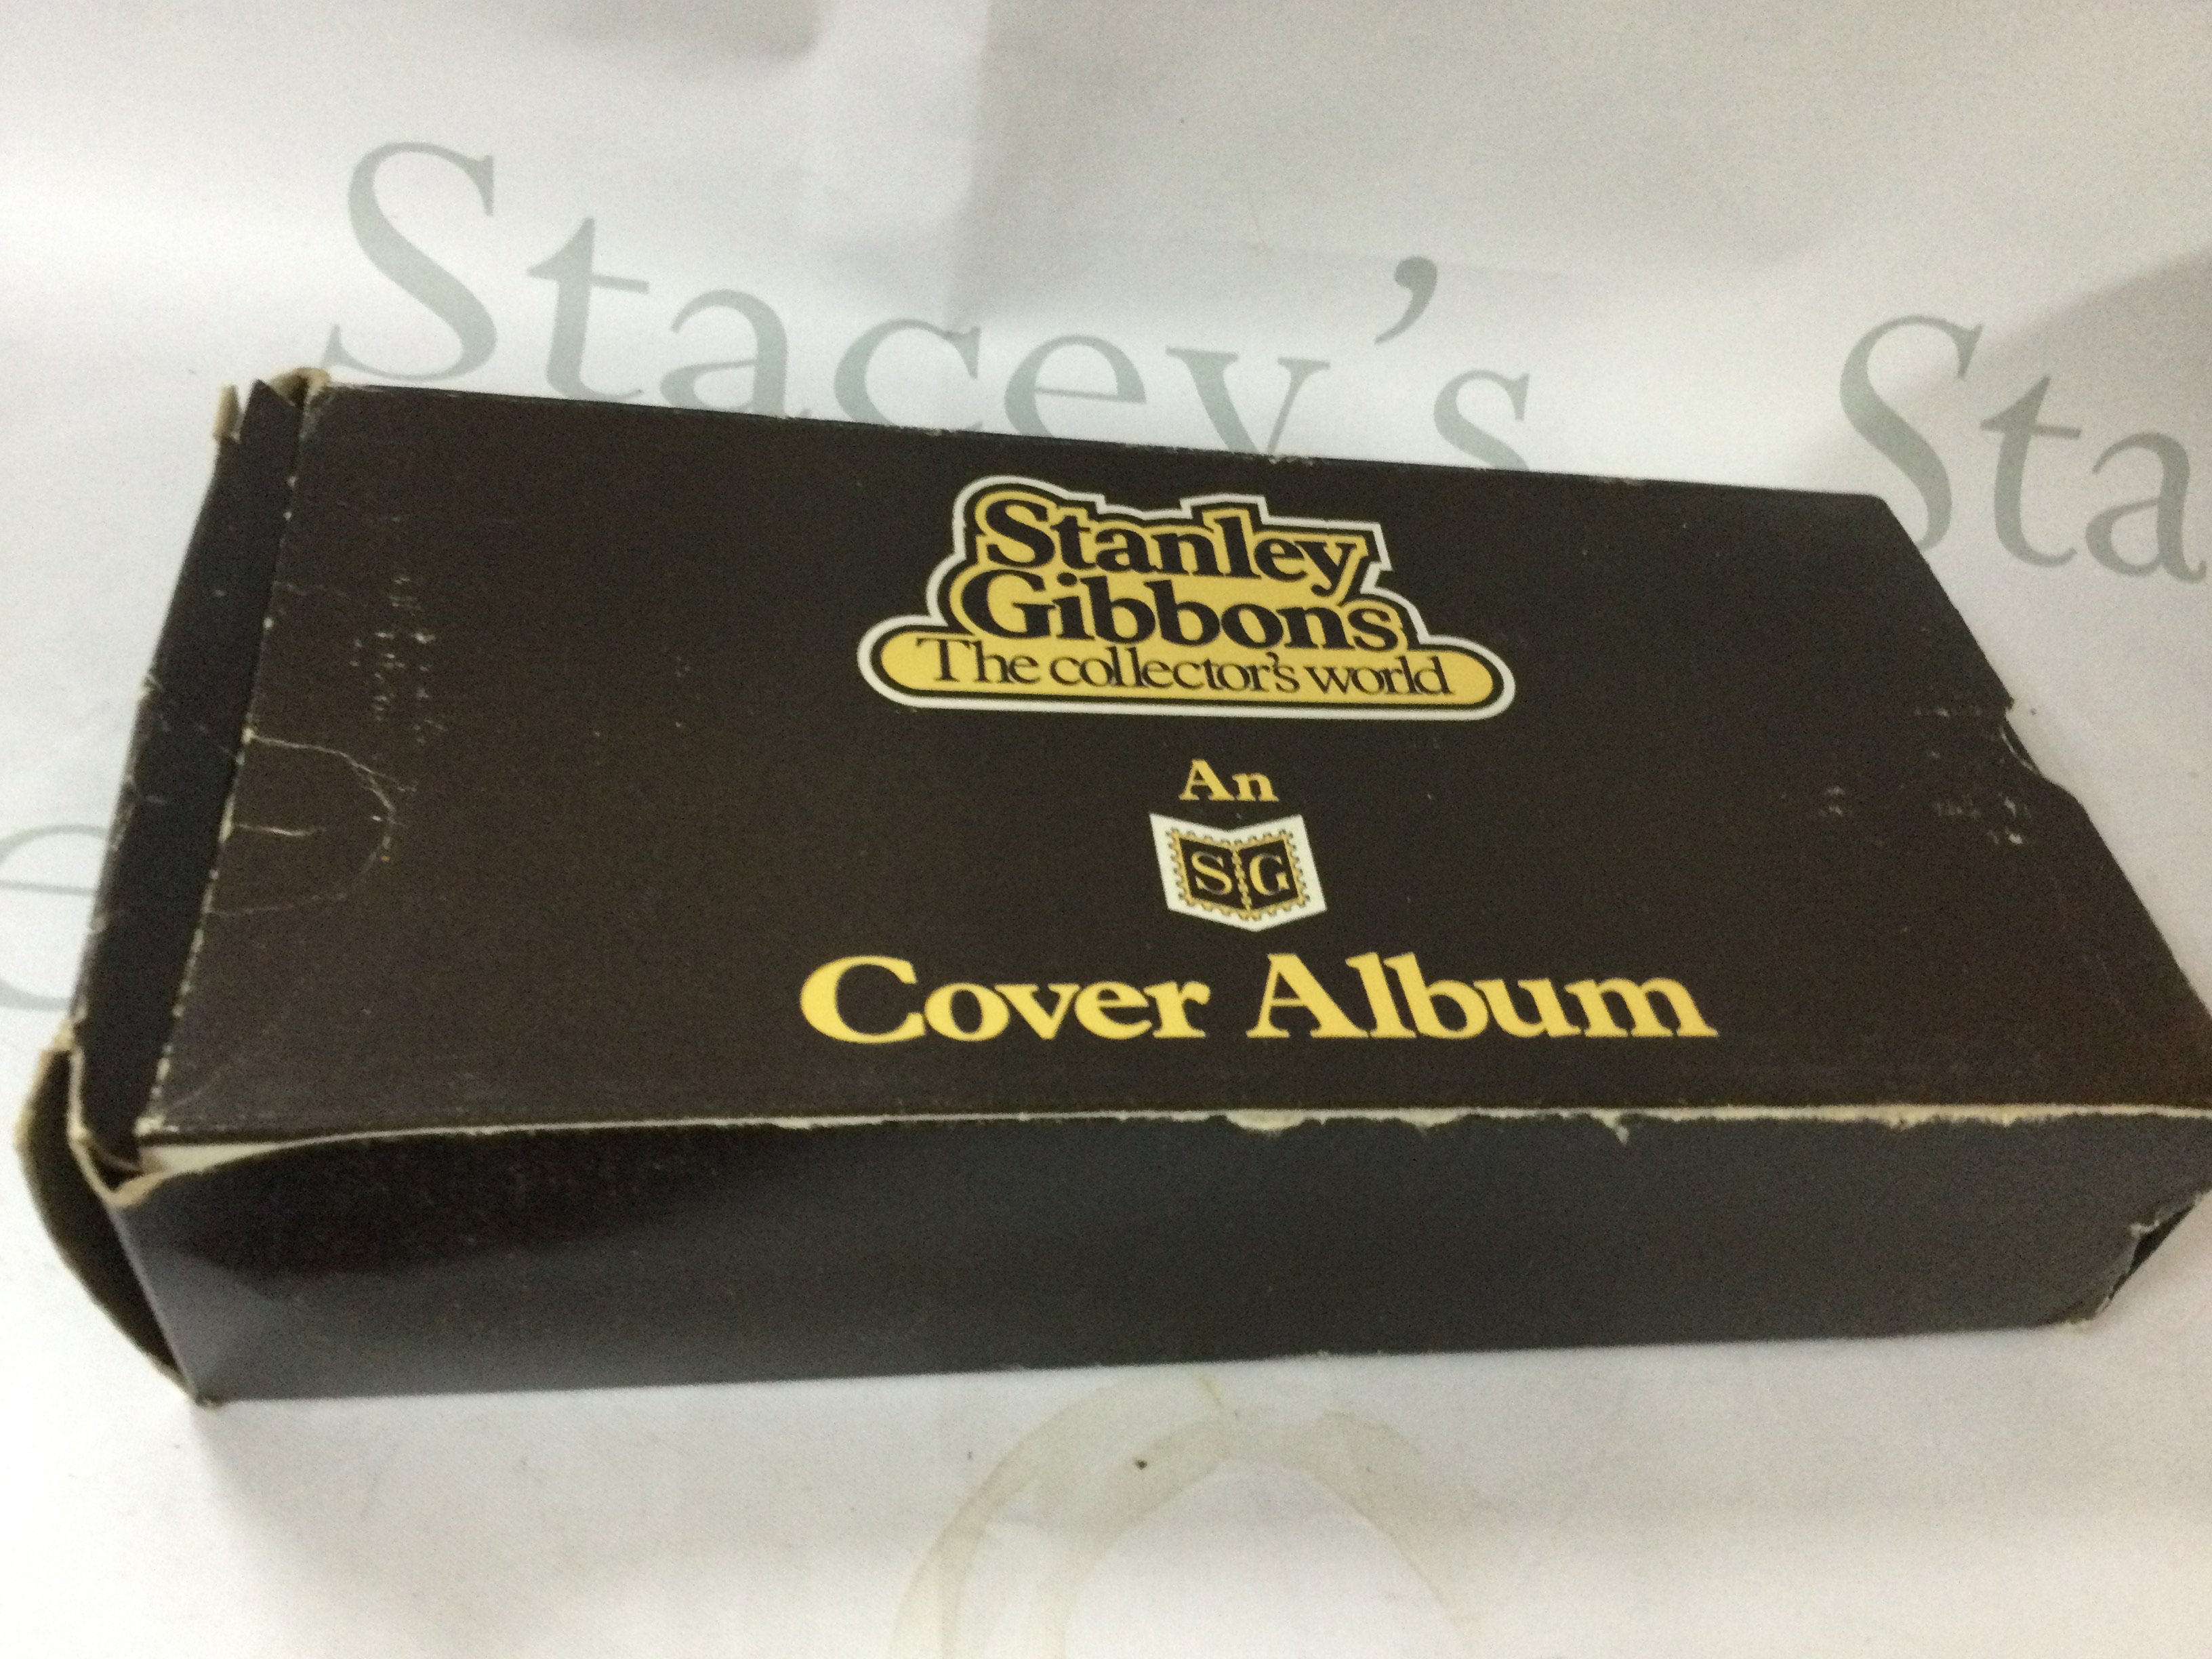 Stacey's
Sta
e
Stanley
Gibbons
The collector's world
An
SG
Cover Album